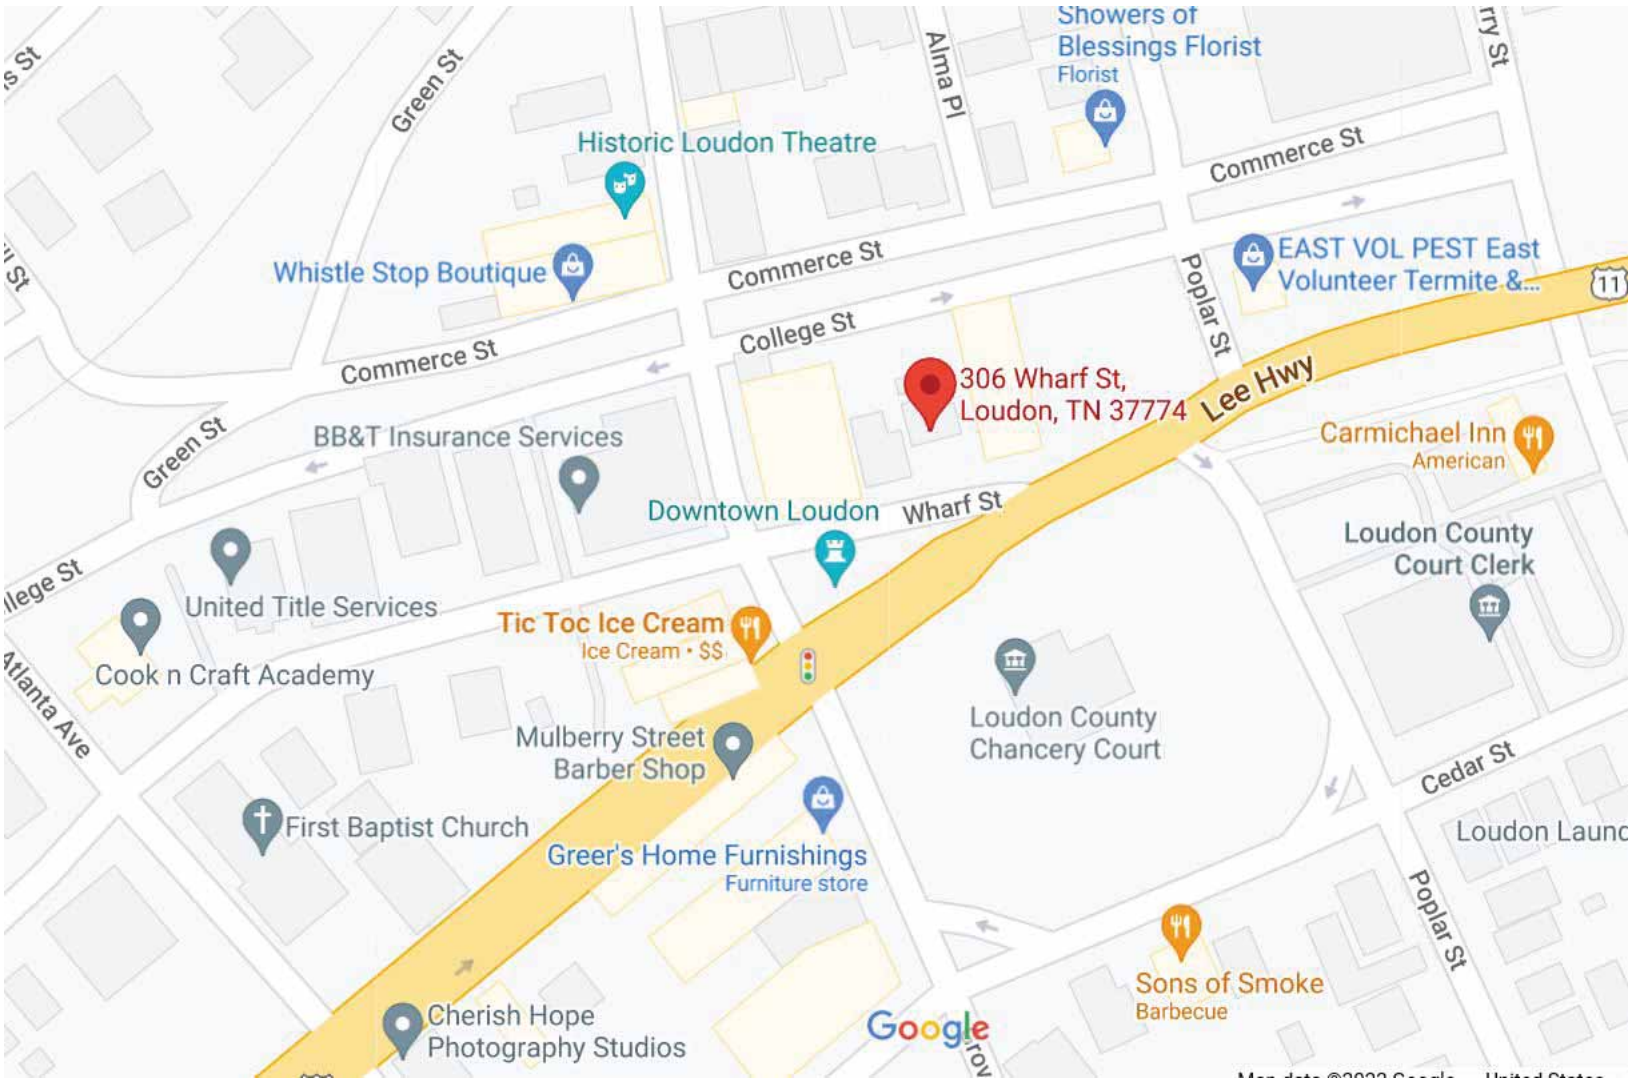 Showers of
Blessings Florist
Florist
Green St
Alma Pl
Historic Loudon Theatre
Commerce St
Whistle Stop Boutique
Commerce St
EAST VOL PEST East
Volunteer Termite &...
11
Poplar St
College St
Commerce St
306 Wharf St,
Loudon, TN 37774
Lee Hwy
Green St
BB&T Insurance Services
Carmichael Inn
American
Downtown Loudon
Wharf St
Loudon County
Court Clerk
United Title Services
Tic Toc Ice Cream
Ice Cream • $$
Cook n Craft Academy
Atlanta Ave
Loudon County
Chancery Court
Mulberry Street
Barber Shop
Cedar St
First Baptist Church
Loudon Laund
Greer's Home Furnishings
Furniture store
Poplar St
Sons of Smoke
Barbecue
Cherish Hope
Photography Studios
Google